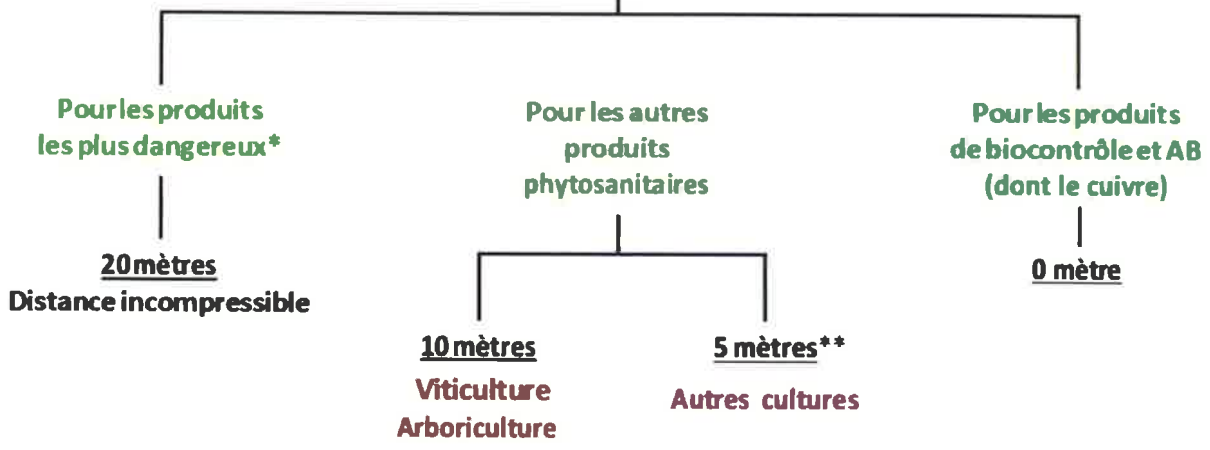 Pour les produits
les plus dangereux*
20 mètres
Distance incompressible
Pour les autres
produits
phytosanitaires
10 mètres
Viticulture
Arboriculture
5 mètres**
Autres cultures
Pour les produits
de biocontrôle et AB
(dont le cuivre)
0 mètre